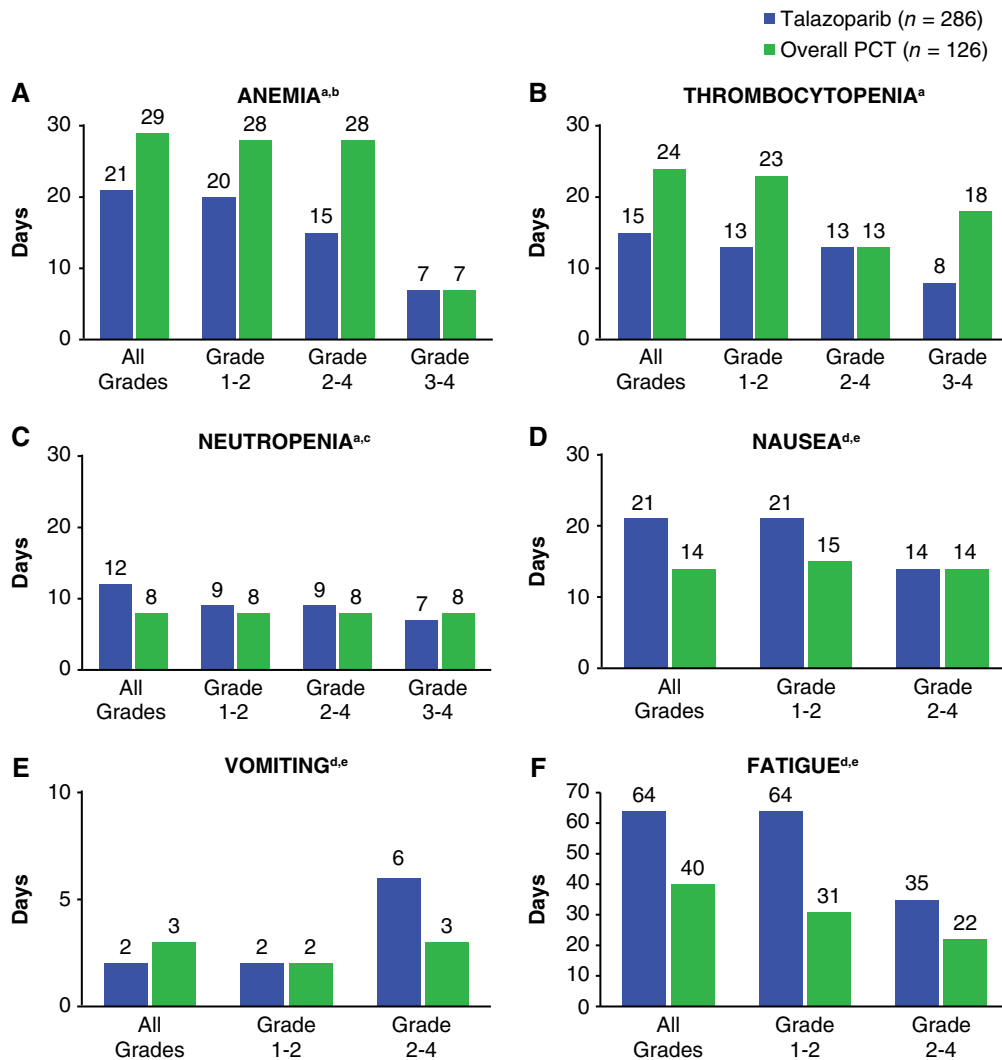 Talazoparib (n = 286)
Overall PCT (n = 126)
A
ANEMIAa,b
30
20
10
0
Days
21
29
20
28
15
28
7
7
All Grades
Grade 1-2
Grade 2-4
Grade 3-4
B
THROMBOCYTOPENIAa
30
20
10
0
Days
15
24
13
23
13
13
8
18
All Grades
Grade 1-2
Grade 2-4
Grade 3-4
C
NEUTROPENIAa,c
30
20
10
0
Days
12
8
9
8
9
8
7
8
All Grades
Grade 1-2
Grade 2-4
Grade 3-4
D
NAUSEAd,e
30
20
10
0
Days
21
14
21
15
14
14
All Grades
Grade 1-2
Grade 2-4
E
VOMITINGd,e
10
5
0
Days
2
3
2
2
6
3
All Grades
Grade 1-2
Grade 2-4
F
FATIGUEd,e
70
60
50
40
30
20
10
0
Days
64
40
64
31
35
22
All Grades
Grade 1-2
Grade 2-4